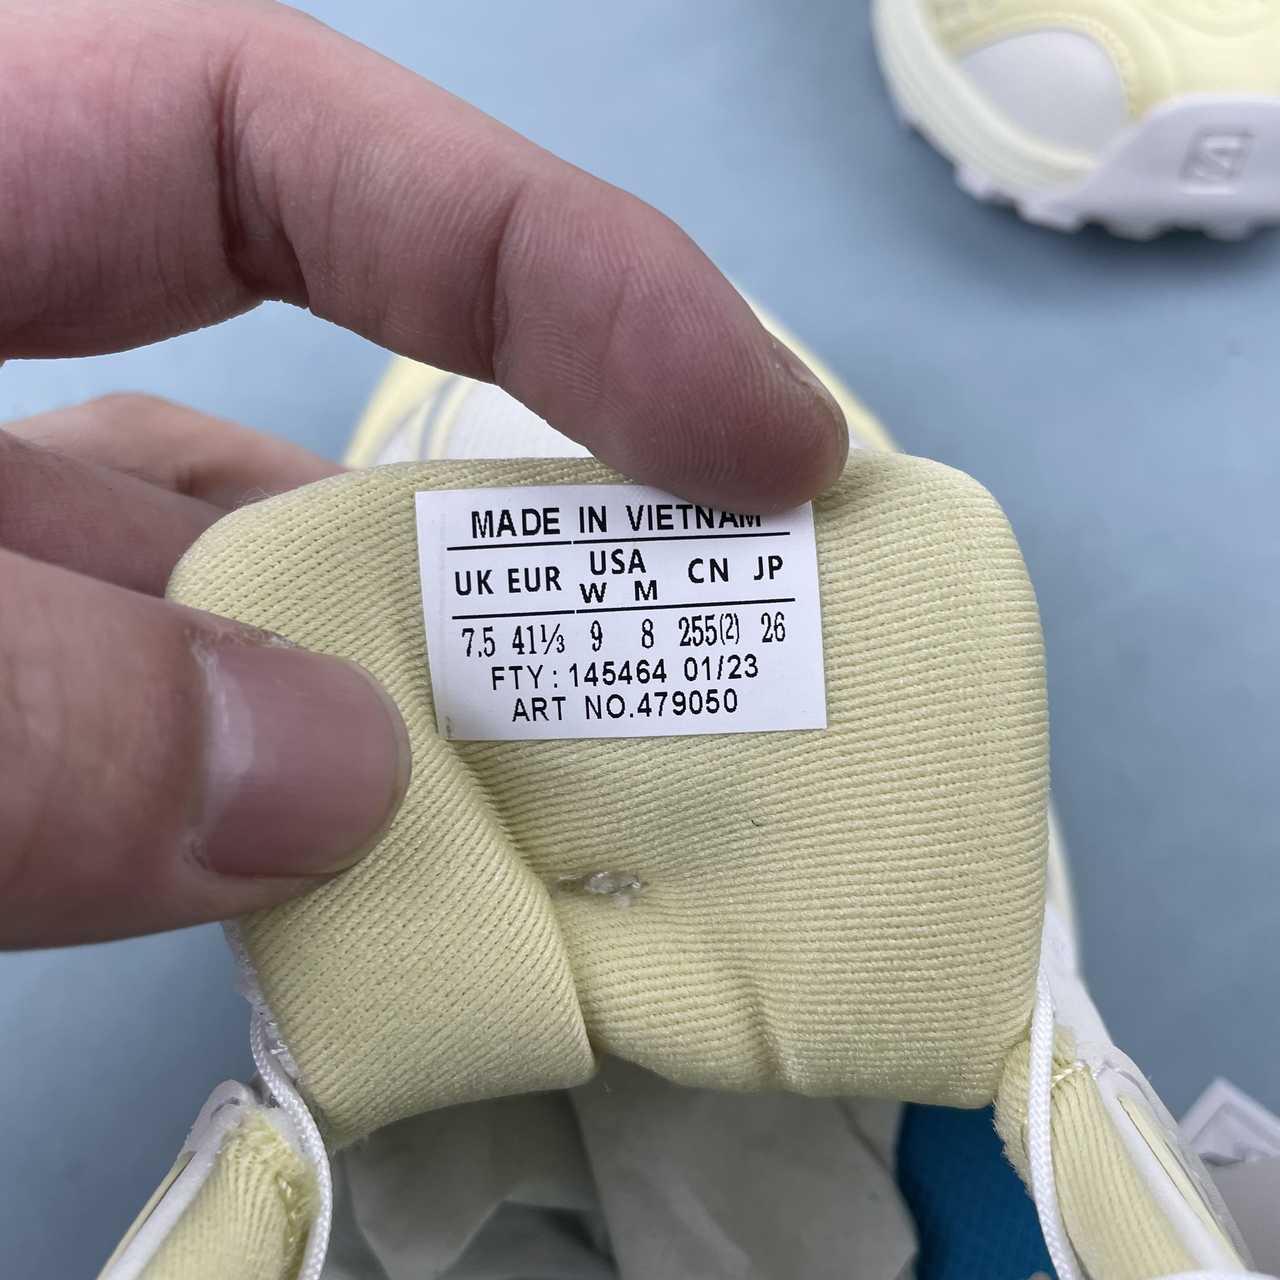 MADE IN VIETNAM
UK EUR USA CN JP
W M
7.5 41⅓ 9 8 255(2) 26
FTY: 145464 01/23
ART NO.479050